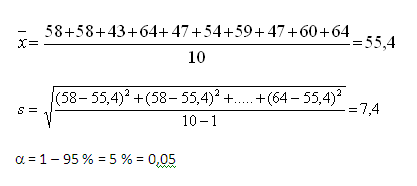 x̄ = (58+58+43+64+47+54+59+47+60+64)/10 = 55,4
s = √((58−55,4)² + (58−55,4)² + ..... + (64−55,4)²)/(10−1) = 7,4
α = 1 – 95 % = 5 % = 0,05